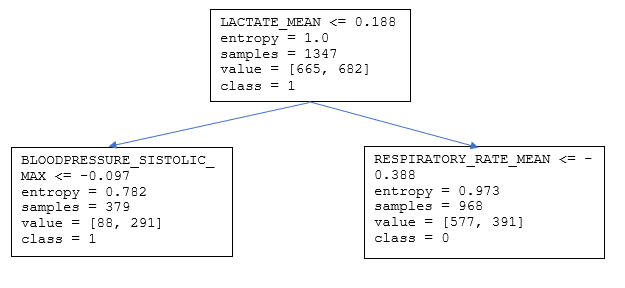 LACTATE_MEAN <= 0.188
entropy = 1.0
samples = 1347
value = [665, 682]
class = 1
BLOODPRESSURE_SISTOLIC_
MAX <= -0.097
entropy = 0.782
samples = 379
value = [88, 291]
class = 1
RESPIRATORY_RATE_MEAN <= -
0.388
entropy = 0.973
samples = 968
value = [577, 391]
class = 0